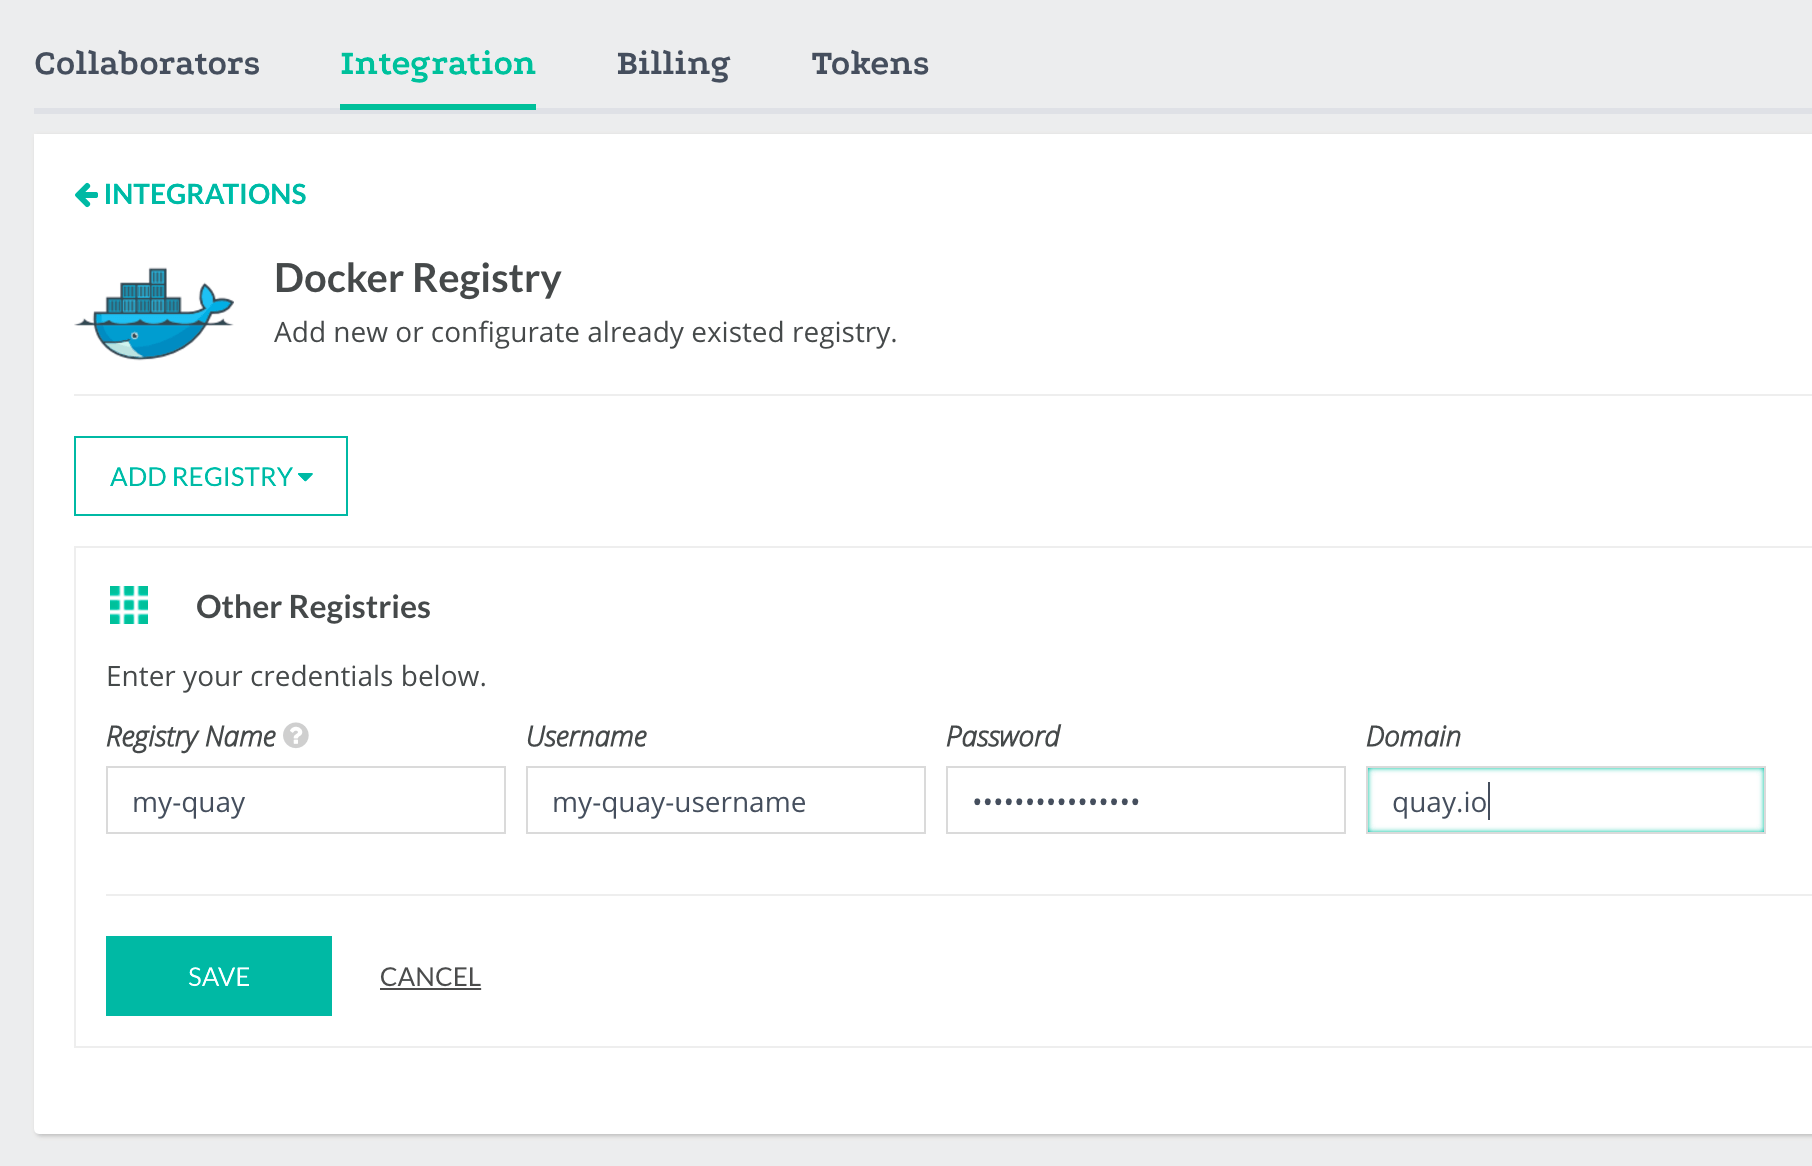 Collaborators Integration Billing Tokens
INTEGRATIONS
Docker Registry
Add new or configurate already existed registry.
ADD REGISTRY
Other Registries
Enter your credentials below.
Registry Name ? Username Password Domain
my-quay my-quay-username •••••••••••••••• quay.io
SAVE CANCEL